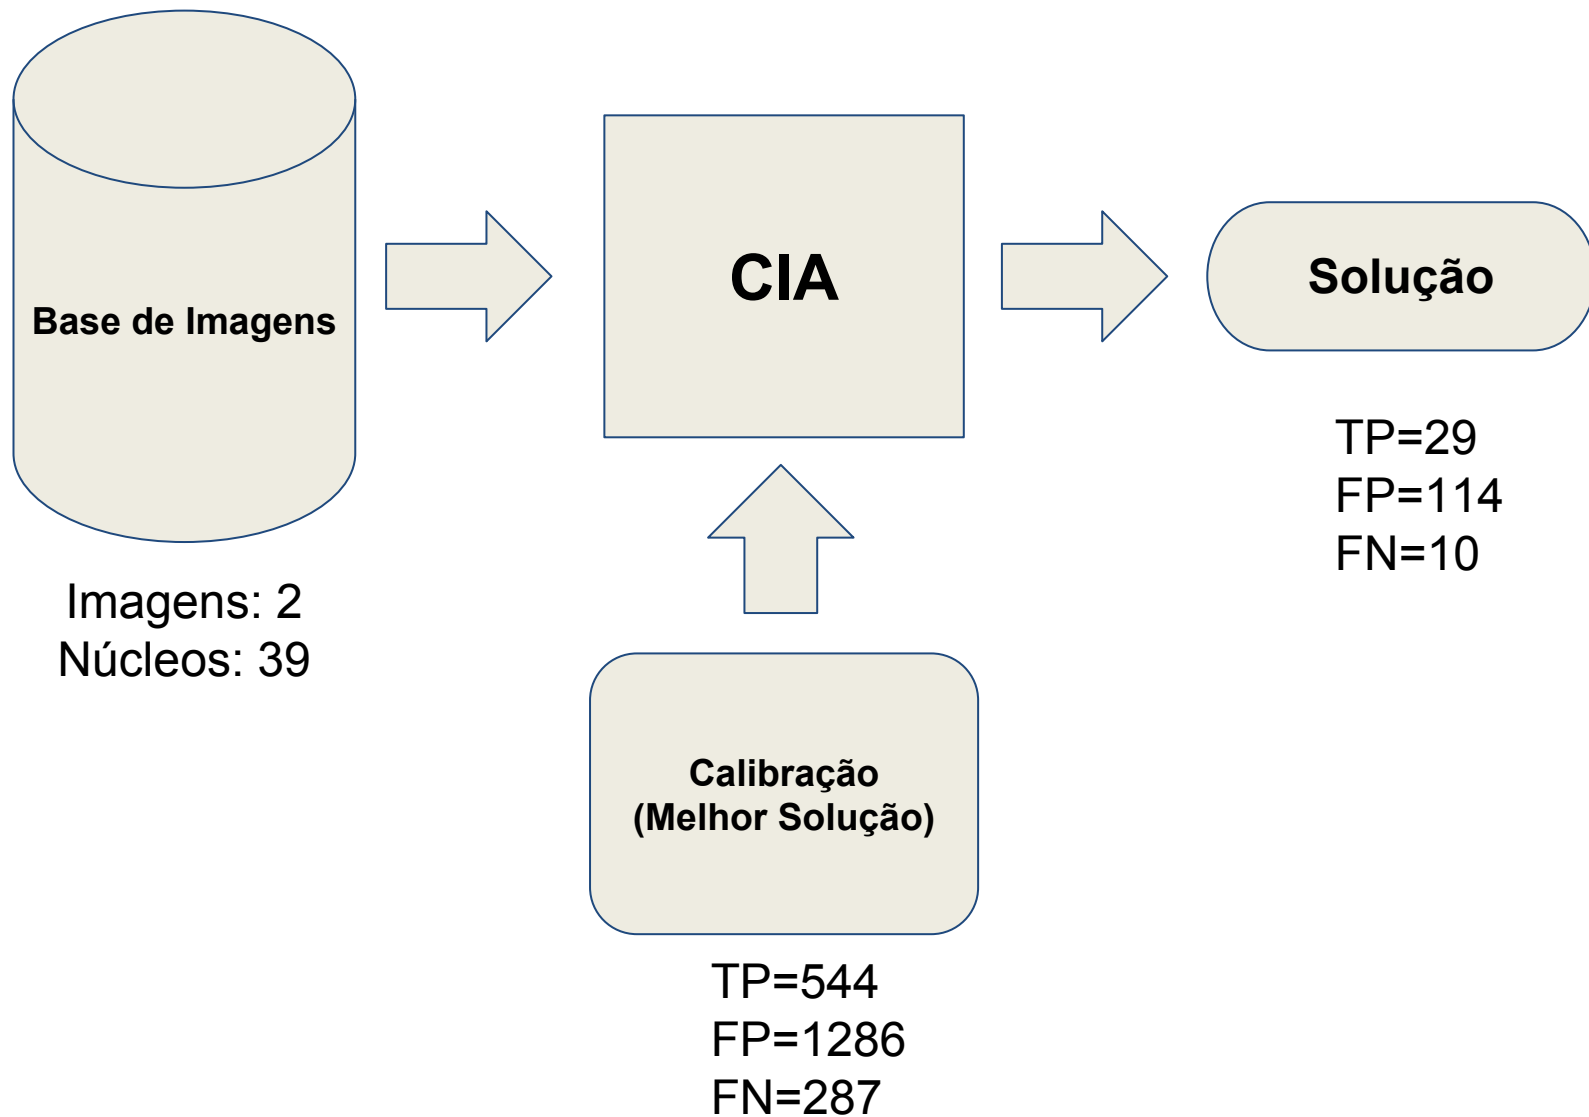 Base de Imagens
Imagens: 2
Núcleos: 39
CIA
Solução
TP=29
FP=114
FN=10
Calibração
(Melhor Solução)
TP=544
FP=1286
FN=287